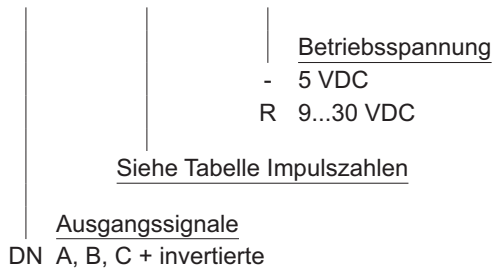 Betriebsspannung
- 5 VDC
R 9...30 VDC
Siehe Tabelle Impulszahlen
Ausgangssignale
DN A, B, C + invertierte